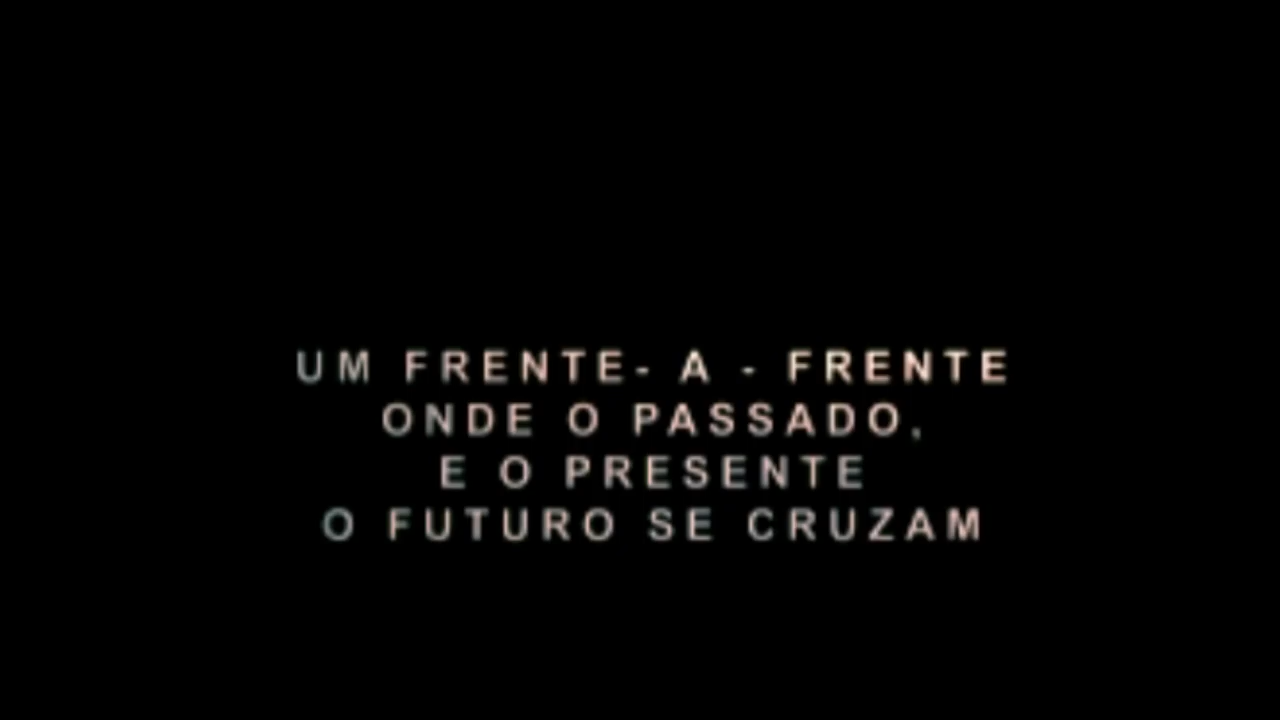 UM FRENTE- A - FRENTE
ONDE O PASSADO,
E O PRESENTE
O FUTURO SE CRUZAM